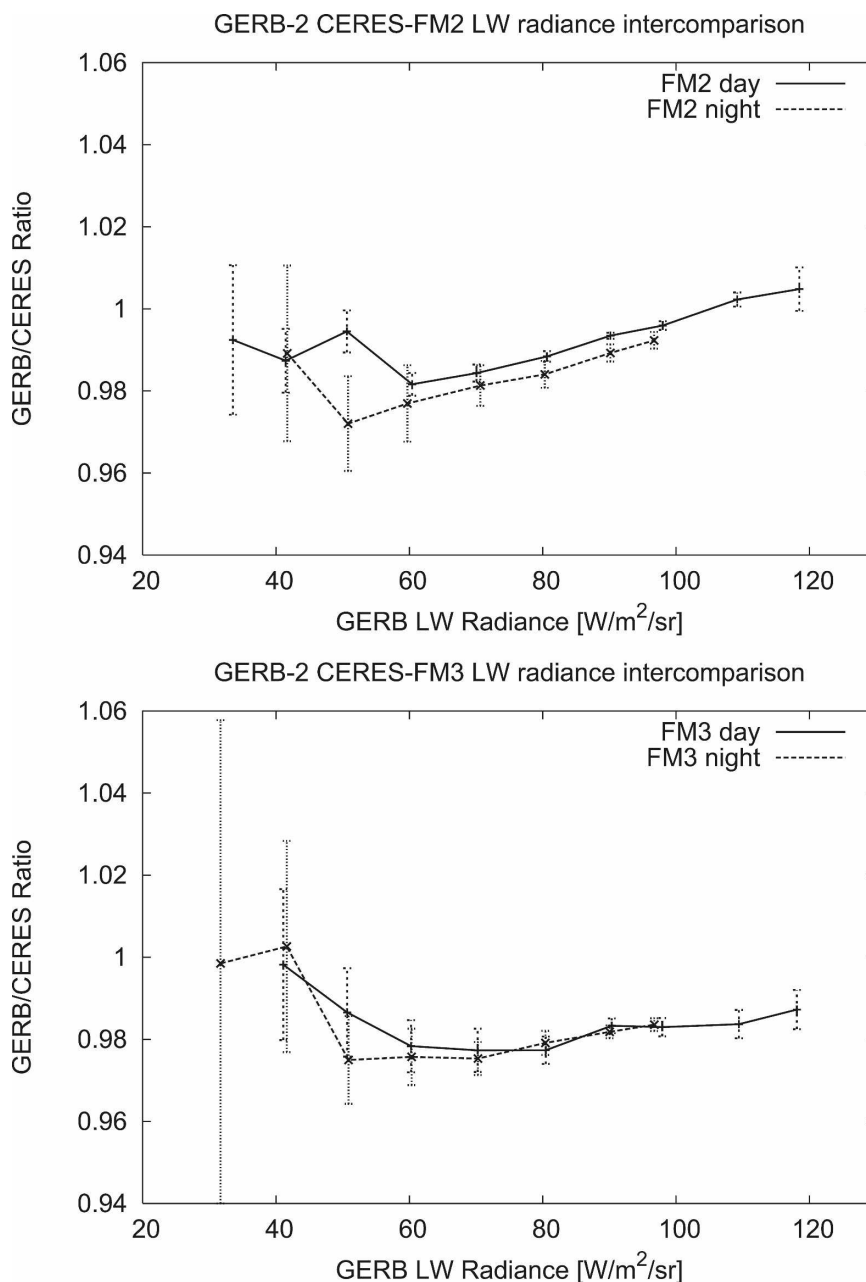 GERB-2 CERES-FM2 LW radiance intercomparison
1.06
FM2 day
FM2 night
1.04
1.02
1
0.98
0.96
0.94
GERB/CERES Ratio
20 40 60 80 100 120
GERB LW Radiance [W/m²/sr]
GERB-2 CERES-FM3 LW radiance intercomparison
1.06
FM3 day
FM3 night
1.04
1.02
1
0.98
0.96
0.94
GERB/CERES Ratio
20 40 60 80 100 120
GERB LW Radiance [W/m²/sr]